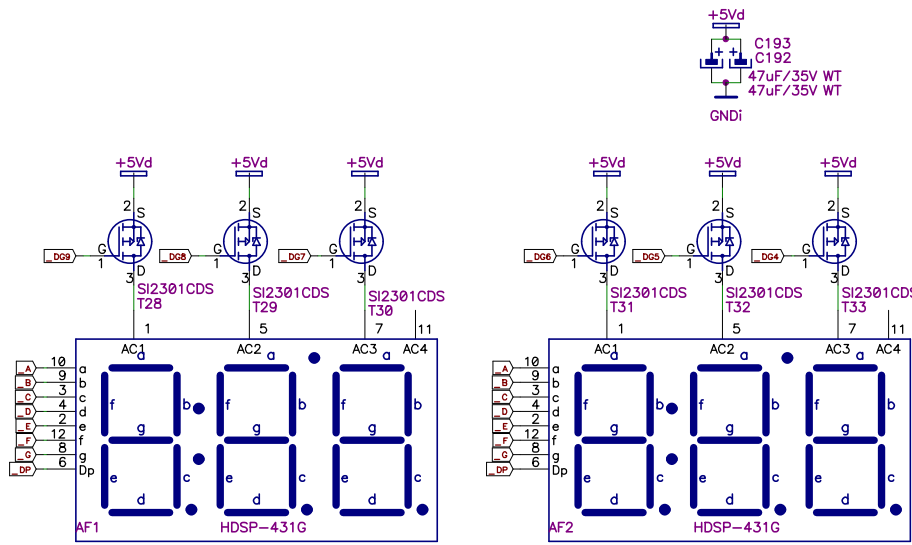 +5Vd
C193
C192
47uF/35V WT
47uF/35V WT
GNDi
+5Vd +5Vd +5Vd +5Vd +5Vd +5Vd
2 S 2 S 2 S 2 S 2 S 2 S
_DG9 G _DG8 G _DG7 G _DG6 G _DG5 G _DG4 G
1 1 1 1 1 1
D D D D D D
3 3 3 3 3 3
SI2301CDS SI2301CDS SI2301CDS SI2301CDS SI2301CDS SI2301CDS
T28 T29 T30 T31 T32 T33
1 5 7 11 1 5 7 11
AC1 AC2 AC3 AC4 AC1 AC2 AC3 AC4
a a a a a a
_A 10 a _A 10 a
_B 9 b _B 9 b
_C 3 c _C 3 c
_D 4 d f b f b f b _D 4 d f b f b f b
_E 2 e _E 2 e
_F 12 f g g g _F 12 f g g g
_G 8 g _G 8 g
_DP 6 Dp e c e c e c _DP 6 Dp e c e c e c
d d d d d d
AF1 HDSP-431G AF2 HDSP-431G